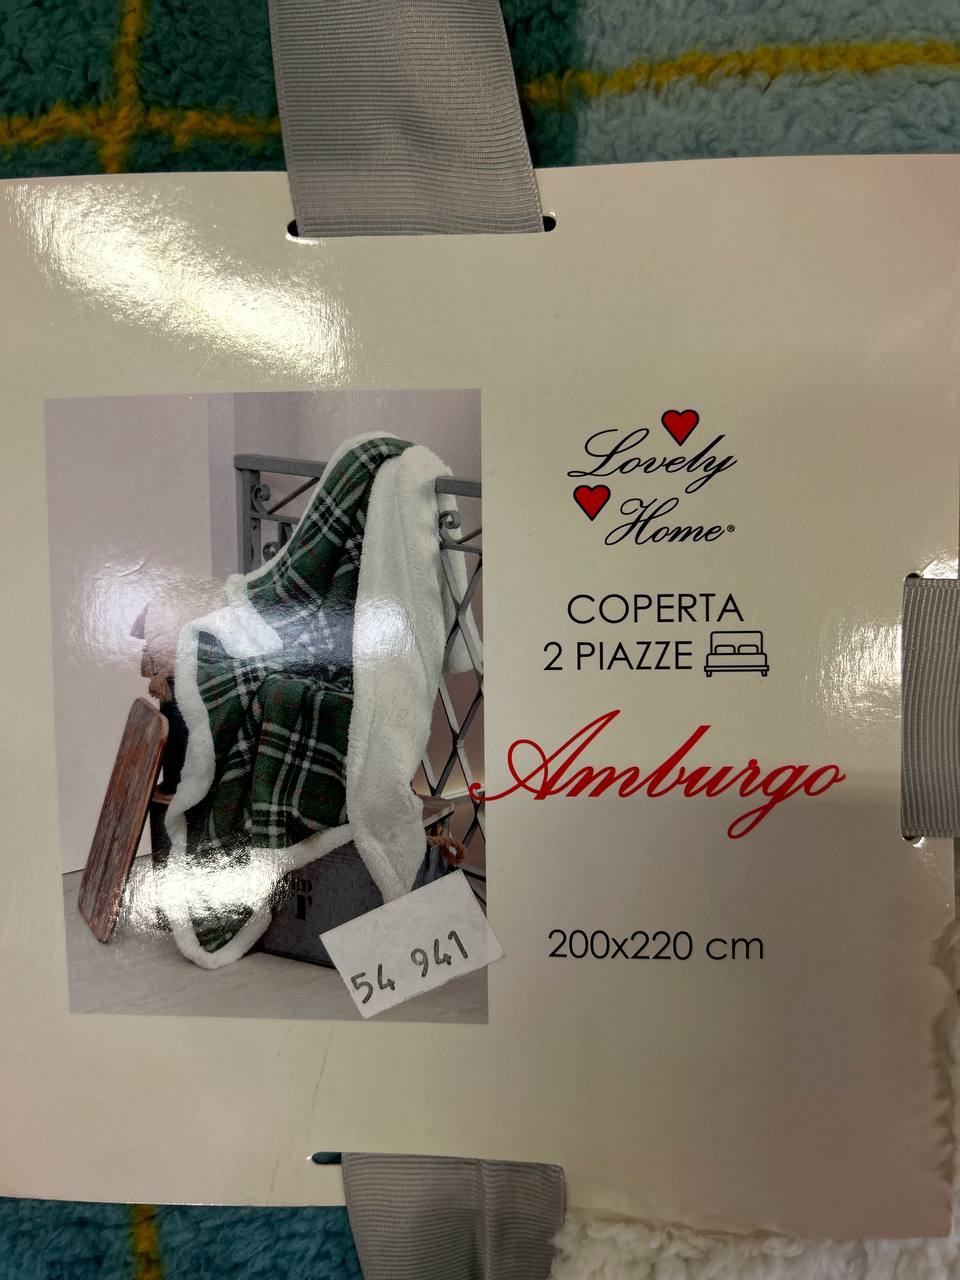 Lovely
Home®
COPERTA
2 PIAZZE
Amburgo
200x220 cm
54 941